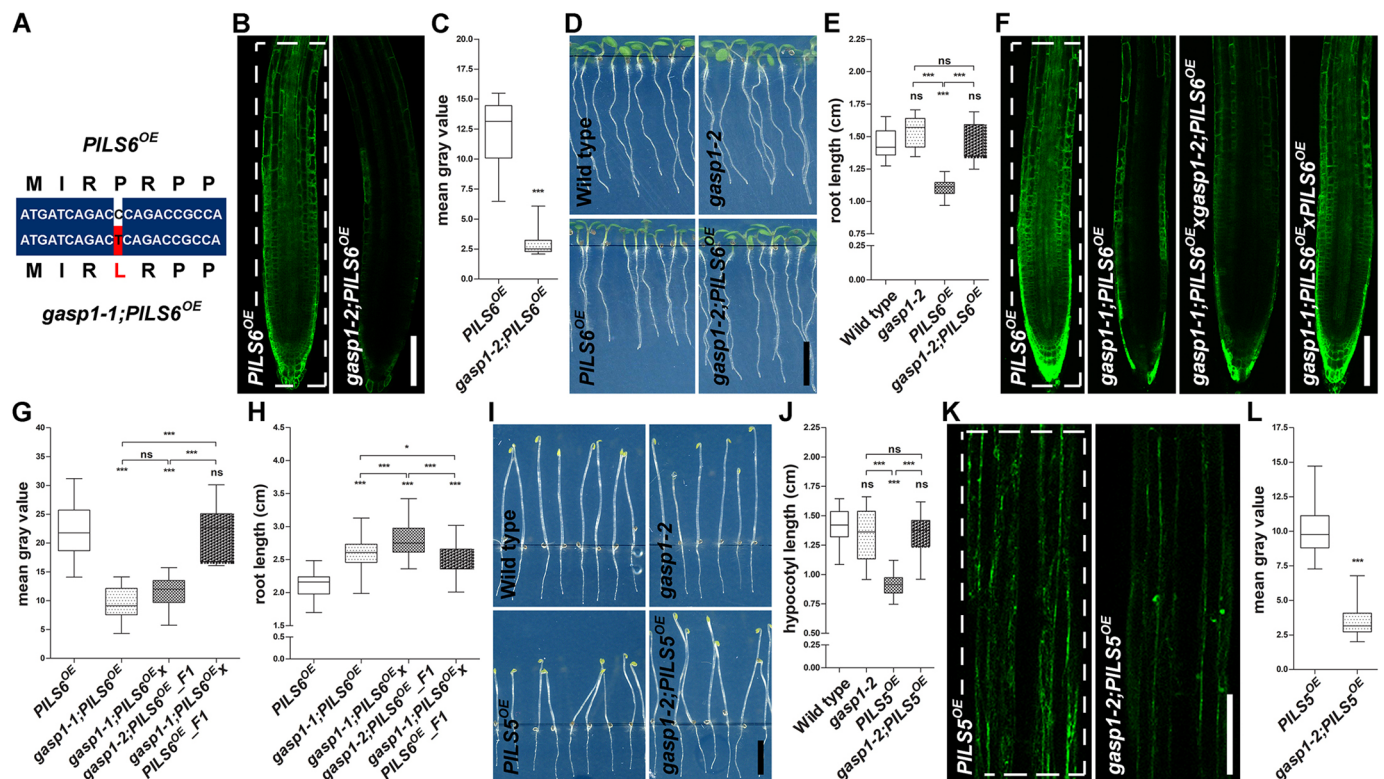 A
PILS6OE
M I R P R P P
ATGATCAGACCCAGACCGCCA
ATGATCAGACTCAGACCGCCA
M I R L R P P
gasp1-1;PILS6OE
B
PILS6OE
gasp1-2;PILS6OE
C
mean gray value
20.0
17.5
15.0
12.5
10.0
7.5
5.0
2.5
0.0
***
PILS6OE
gasp1-2;PILS6OE
D
Wild type
gasp1-2
PILS6OE
gasp1-2;PILS6OE
E
root length (cm)
2.25
2.00
1.75
1.50
1.25
1.00
0.75
0.50
0.25
0.00
ns
*** ***
ns *** ns
Wild type
gasp1-2
PILS6OE
gasp1-2;PILS6OE
F
PILS6OE
gasp1-1;PILS6OE
gasp1-1;PILS6OExgasp1-2;PILS6OE
gasp1-1;PILS6OExPILS6OE
G
mean gray value
40
35
30
25
20
15
10
5
0
***
ns ***
*** *** ns
PILS6OE
gasp1-1;PILS6OE
gasp1-1;PILS6OEx
gasp1-2;PILS6OE_F1
gasp1-1;PILS6OEx
PILS6OE_F1
H
root length (cm)
4.5
4.0
3.5
3.0
2.5
2.0
1.5
0.5
0.0
*
*** ***
*** *** ***
PILS6OE
gasp1-1;PILS6OE
gasp1-1;PILS6OEx
gasp1-2;PILS6OE_F1
gasp1-1;PILS6OEx
PILS6OE_F1
I
Wild type
gasp1-2
PILS5OE
gasp1-2;PILS5OE
J
hypocotyl length (cm)
2.25
2.00
1.75
1.50
1.25
1.00
0.75
0.50
0.25
0.00
ns
*** ***
ns *** ns
Wild type
gasp1-2
PILS5OE
gasp1-2;PILS5OE
K
PILS5OE
gasp1-2;PILS5OE
L
mean gray value
17.5
15.0
12.5
10.0
7.5
5.0
2.5
0.0
***
PILS5OE
gasp1-2;PILS5OE